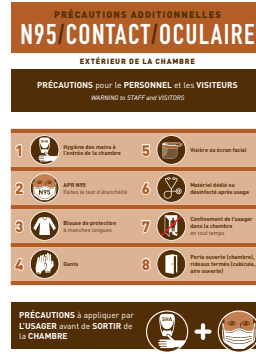 PRÉCAUTIONS ADDITIONNELLES
N95/CONTACT/OCULAIRE
EXTÉRIEUR DE LA CHAMBRE
PRÉCAUTIONS pour le PERSONNEL et les VISITEURS
WARNING to STAFF and VISITORS
1 Hygiène des mains à
l'entrée de la chambre
2 N95 APR N95
Faites le test d'étanchéité
3 Blouse de protection
à manches longues
4 Gants
5 Visière ou écran facial
6 Matériel dédié ou
désinfecté après usage
7 Confinement de l'usager
dans la chambre
en tout temps
8 Porte ouverte (chambre),
rideaux fermés (cubicule,
aire ouverte)
PRÉCAUTIONS à appliquer par
L'USAGER avant de SORTIR de
la CHAMBRE
SHA
+